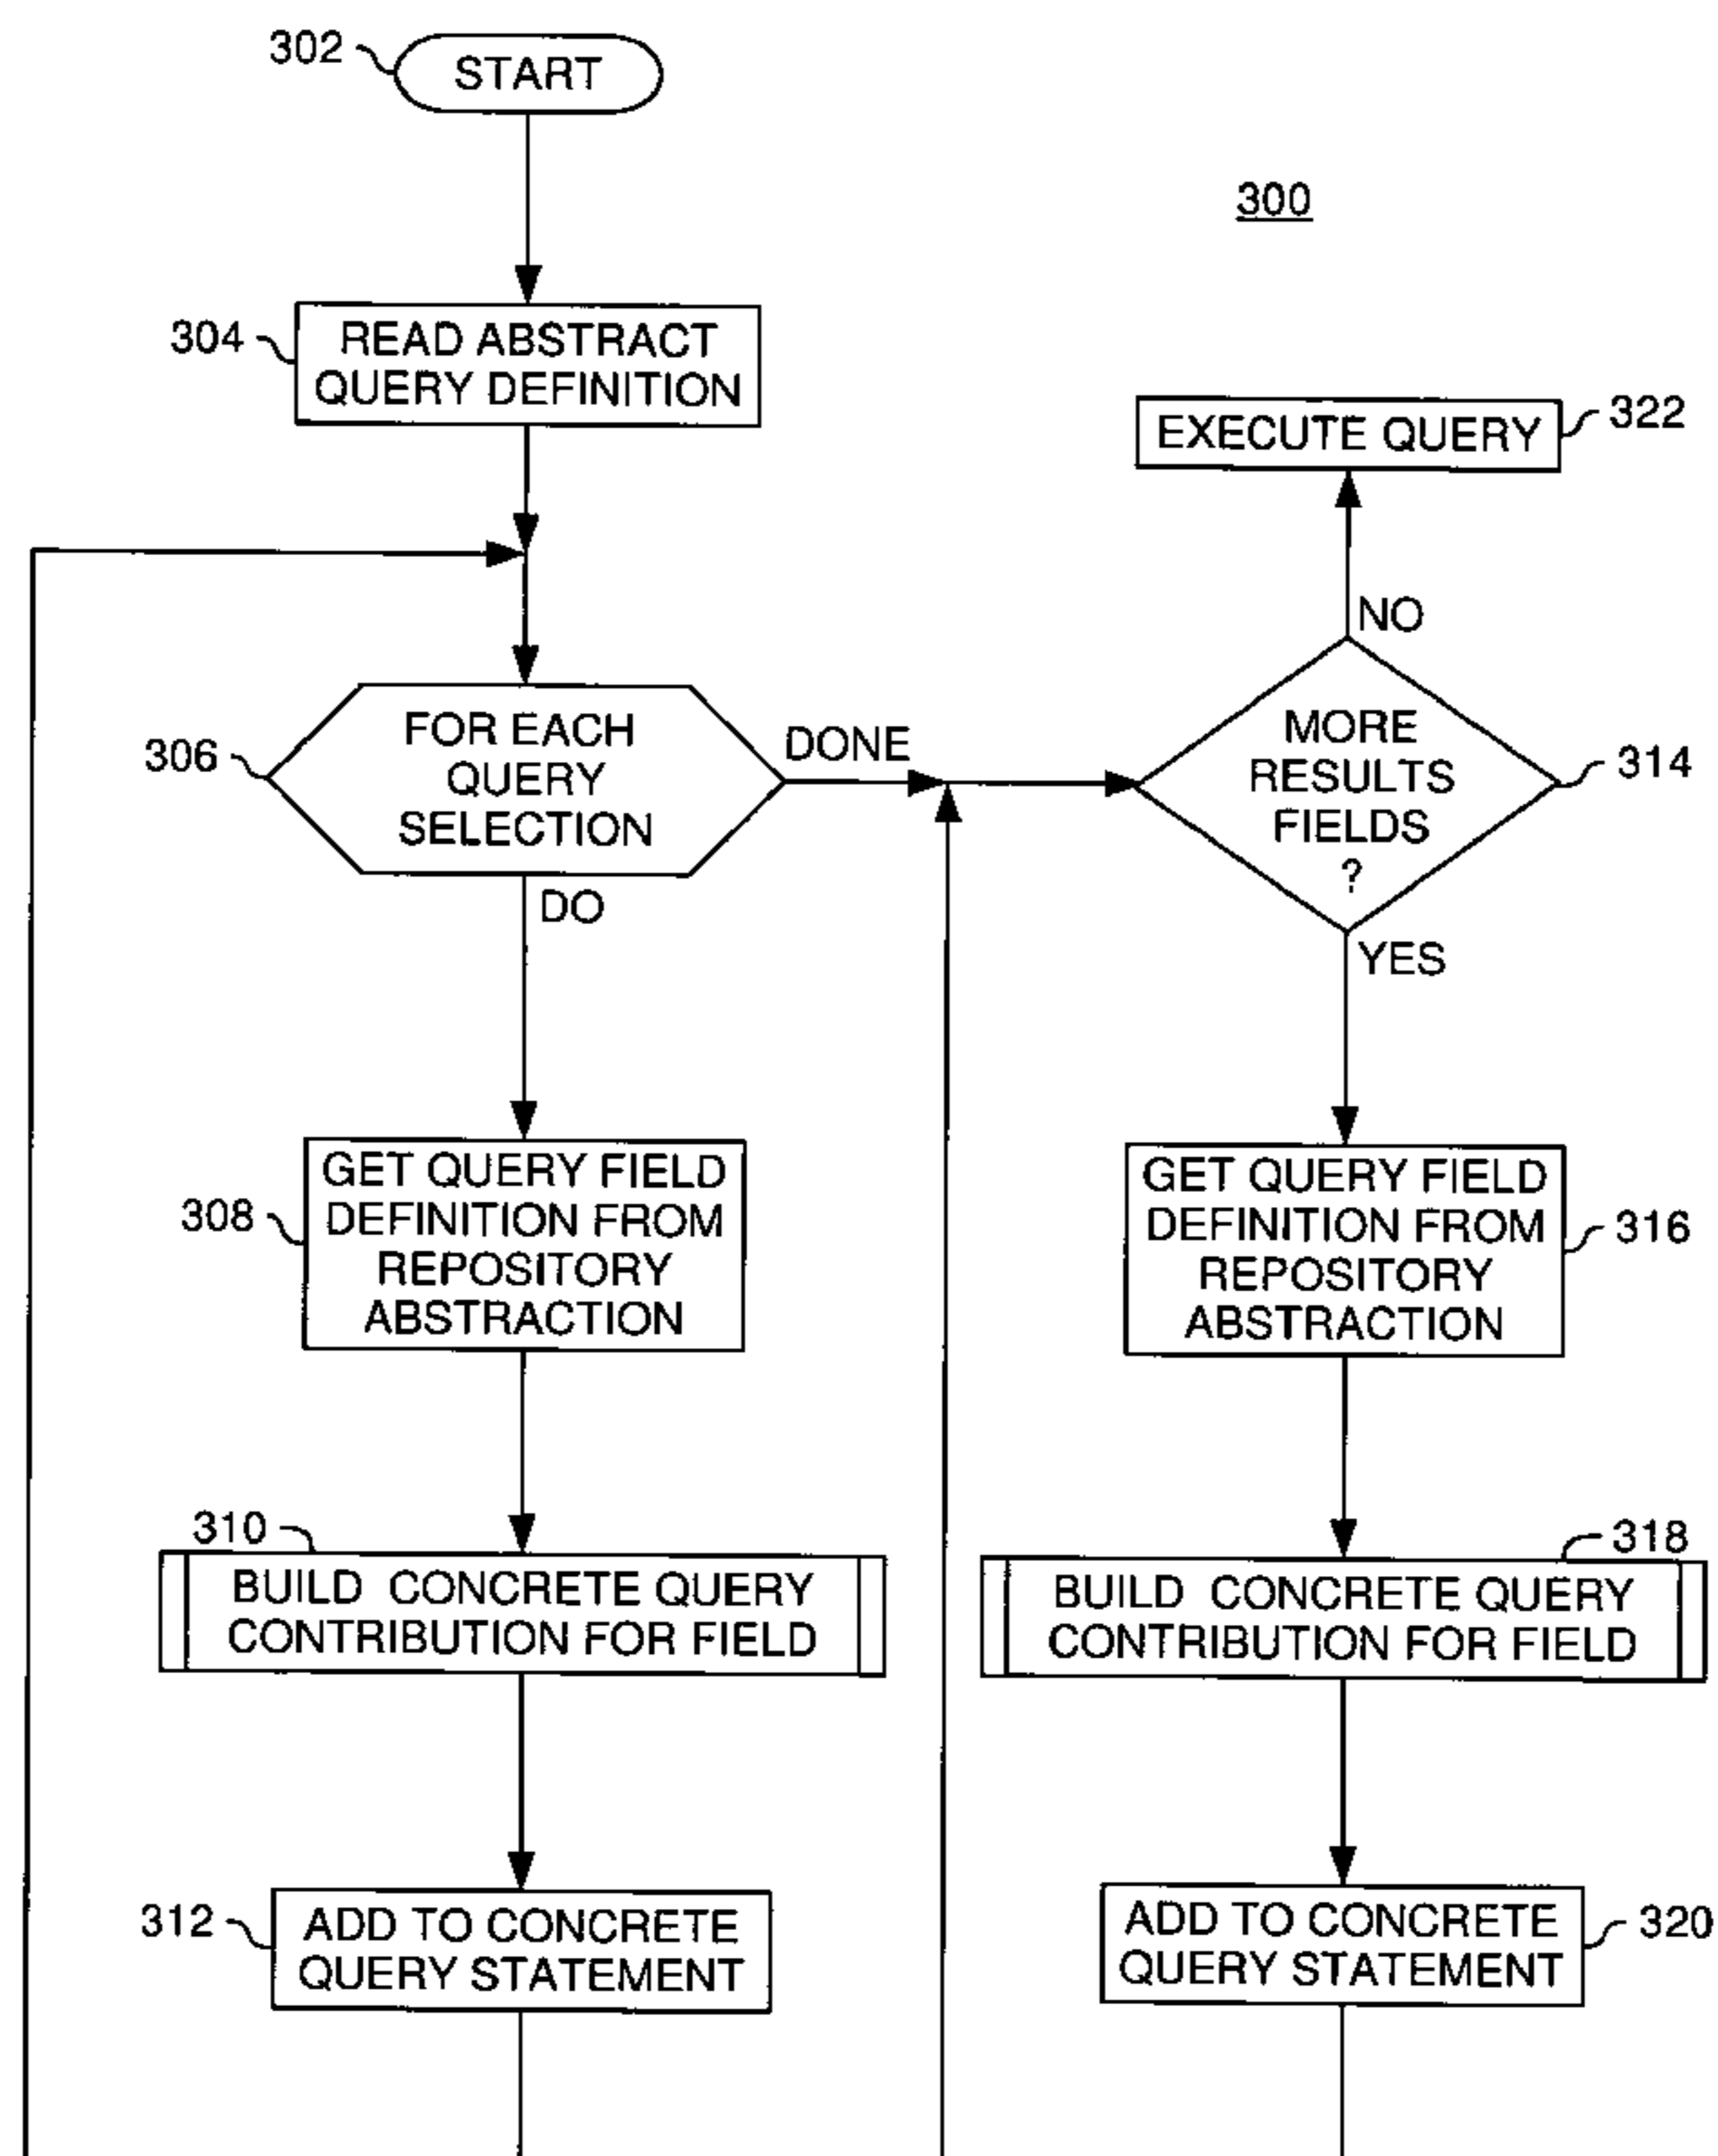 302
START
300
304
READ ABSTRACT
QUERY DEFINITION
EXECUTE QUERY
322
NO
306
FOR EACH
QUERY
SELECTION
DONE
DO
MORE
RESULTS
FIELDS
?
314
YES
308
GET QUERY FIELD
DEFINITION FROM
REPOSITORY
ABSTRACTION
GET QUERY FIELD
DEFINITION FROM
REPOSITORY
ABSTRACTION
316
310
BUILD CONCRETE QUERY
CONTRIBUTION FOR FIELD
318
BUILD CONCRETE QUERY
CONTRIBUTION FOR FIELD
312
ADD TO CONCRETE
QUERY STATEMENT
ADD TO CONCRETE
QUERY STATEMENT
320